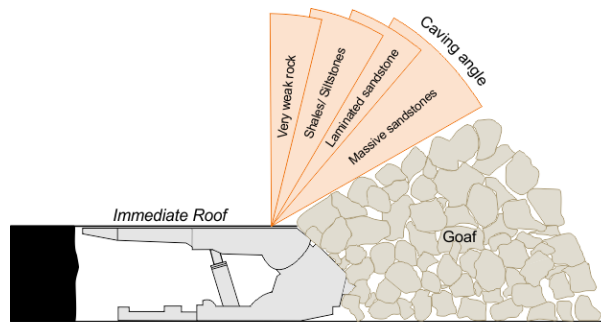 Caving angle
Very weak rock
Shales/ Siltstones
Laminated sandstone
Massive sandstones
Immediate Roof
Goaf